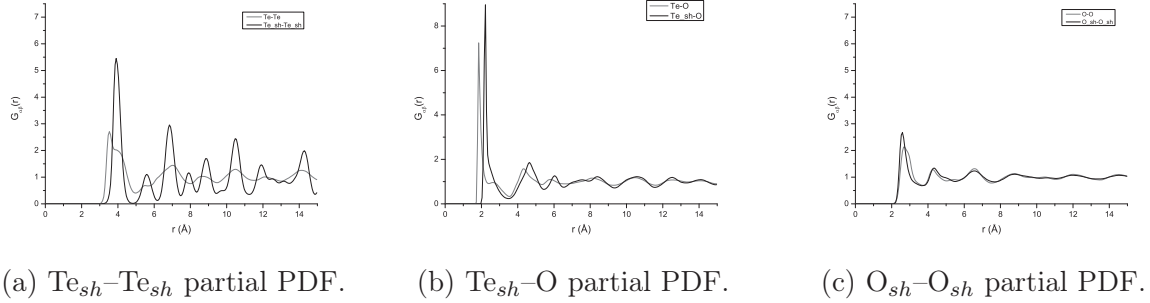 Te-Te
Te_sh-Te_sh
7
6
5
4
3
2
1
0
0 2 4 6 8 10 12 14
G_αβ(r)
r (Å)
Te-O
Te_sh-O
8
6
4
2
0
0 2 4 6 8 10 12 14
G_αβ(r)
r (Å)
O-O
O_sh-O_sh
7
6
5
4
3
2
1
0
0 2 4 6 8 10 12 14
G_αβ(r)
r (Å)
(a) Te_sh–Te_sh partial PDF.
(b) Te_sh–O partial PDF.
(c) O_sh–O_sh partial PDF.